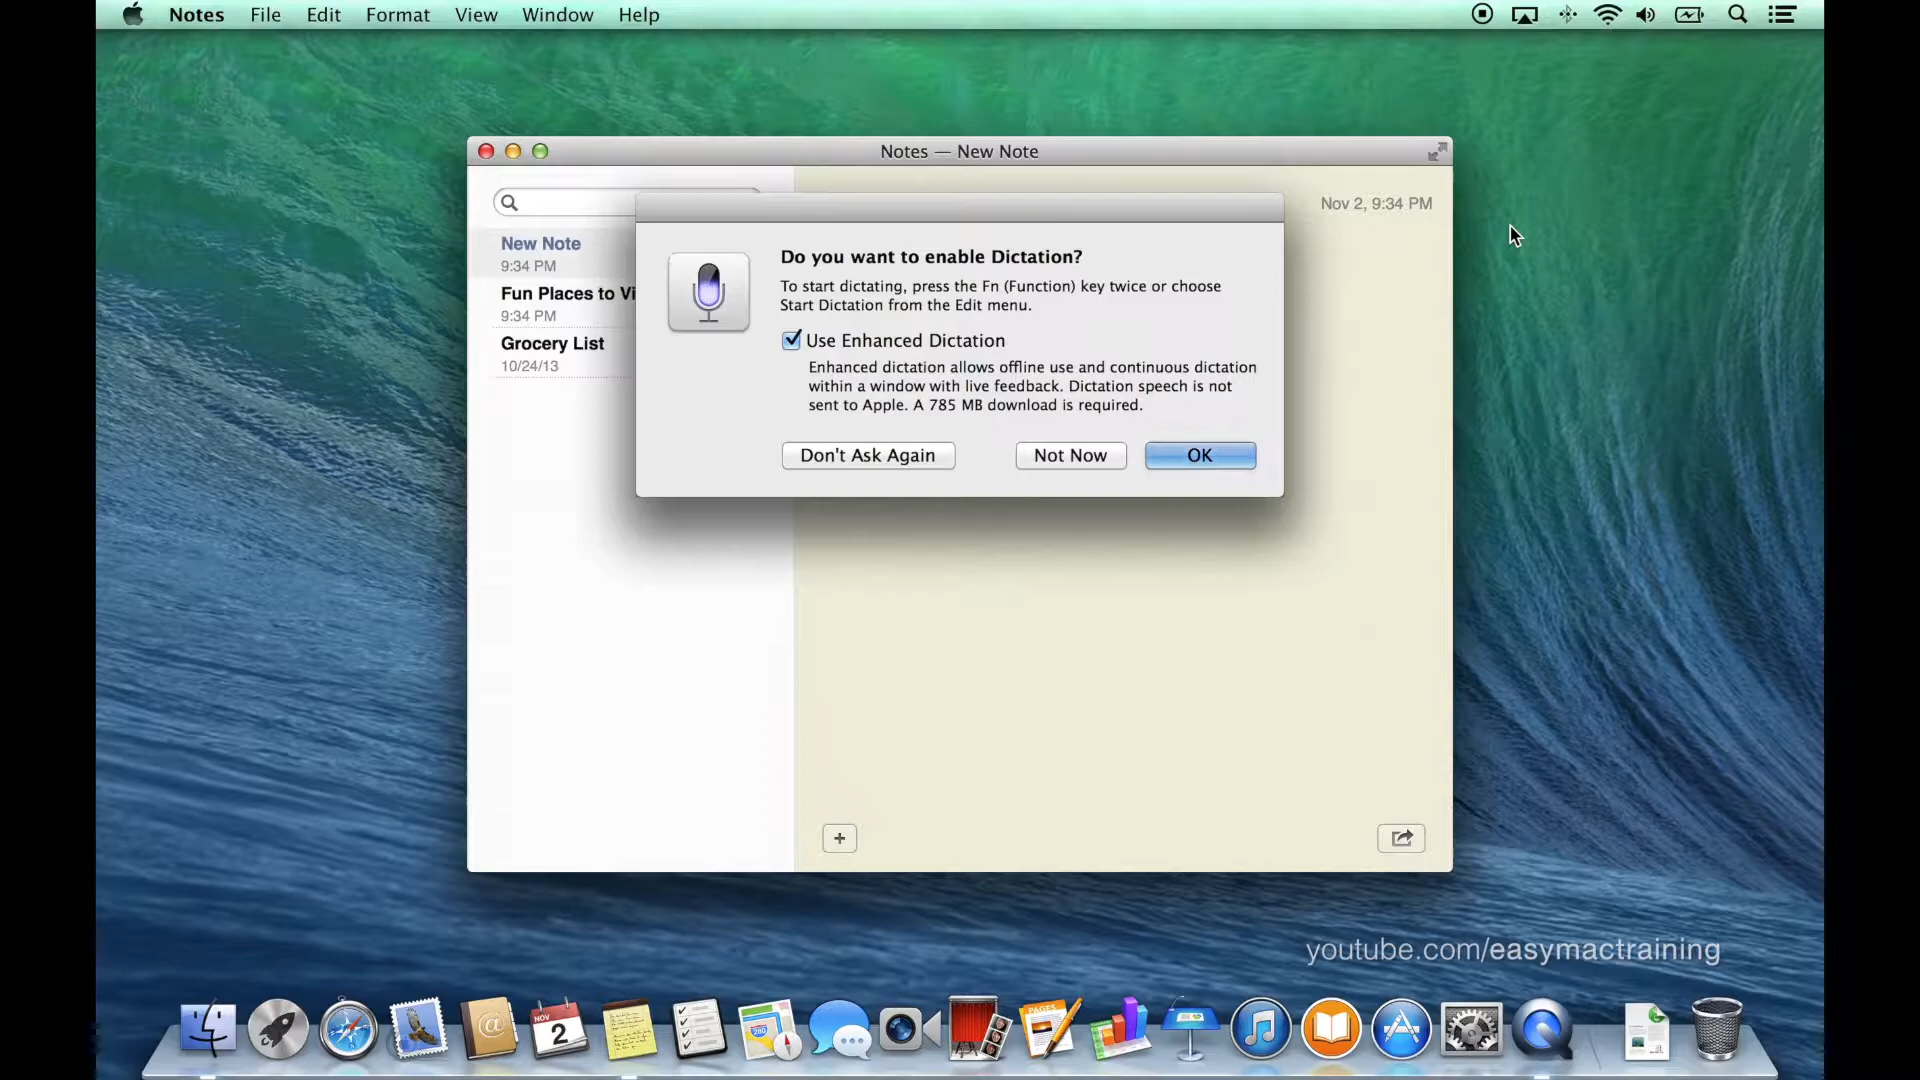 Notes File Edit Format View Window Help
Notes — New Note
Nov 2, 9:34 PM
New Note
9:34 PM
Fun Places to Vi
9:34 PM
Grocery List
10/24/13
Do you want to enable Dictation?
To start dictating, press the Fn (Function) key twice or choose
Start Dictation from the Edit menu.
Use Enhanced Dictation
Enhanced dictation allows offline use and continuous dictation
within a window with live feedback. Dictation speech is not
sent to Apple. A 785 MB download is required.
Don't Ask Again Not Now OK
youtube.com/easymactraining
NOV
2
280
PAGES